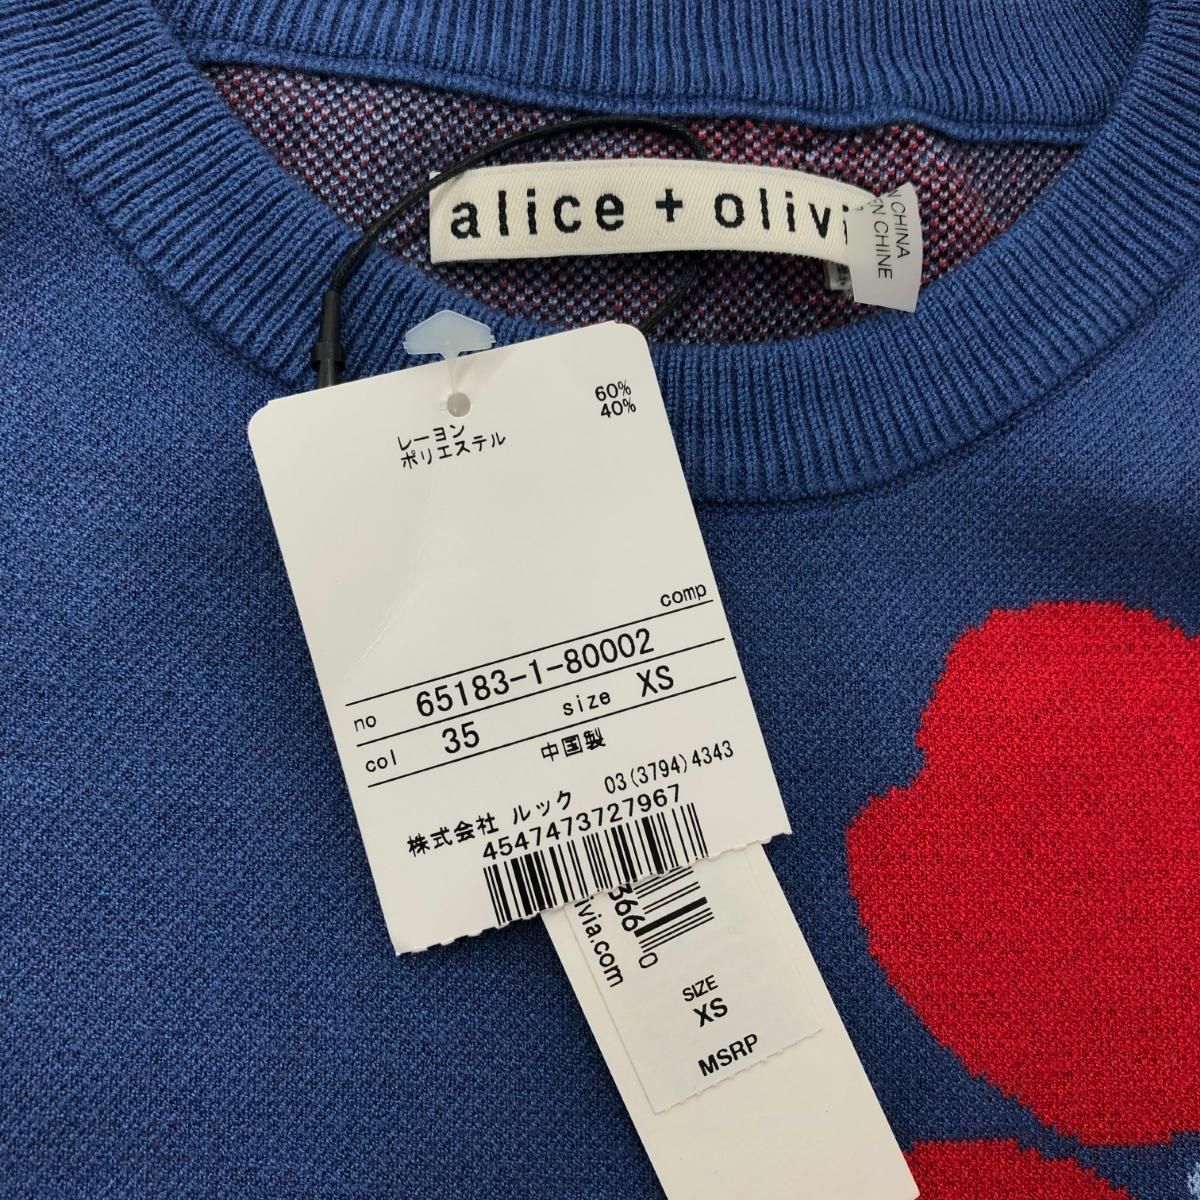 alice + olivi
N CHINA
EN CHINE
レーヨン 60%
ポリエステル 40%
comp
no 65183-1-80002
col 35 size XS
中国製
株式会社 ルック 03(3794)4343
4547473727967
366 0
via.com
SIZE
XS
MSRP